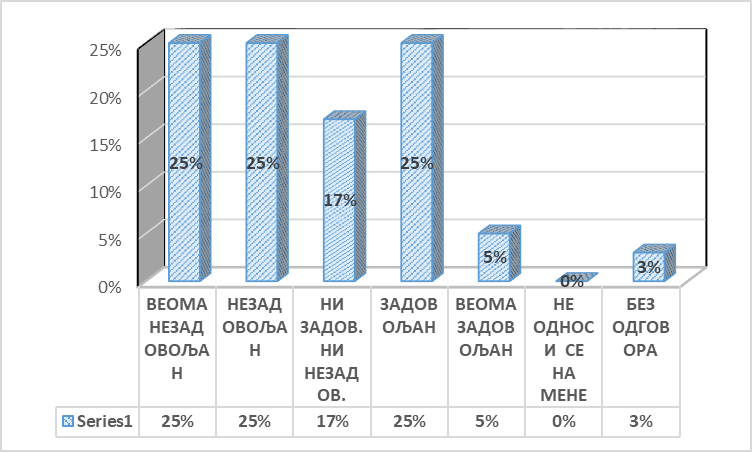 25%
20%
15%
10%
5%
0%
25%
25%
17%
25%
5%
0%
3%
ВЕОМА
НЕЗАД
ОВОЉА
Н
НЕЗАД
ОВОЉА
Н
НИ
ЗАДОВ.
НИ
НЕЗАД
ОВ.
ЗАДОВ
ОЉАН
ВЕОМА
ЗАДОВ
ОЉАН
НЕ
ОДНОС
И СЕ
НА
МЕНЕ
БЕЗ
ОДГОВ
ОРА
Series1 25% 25% 17% 25% 5% 0% 3%